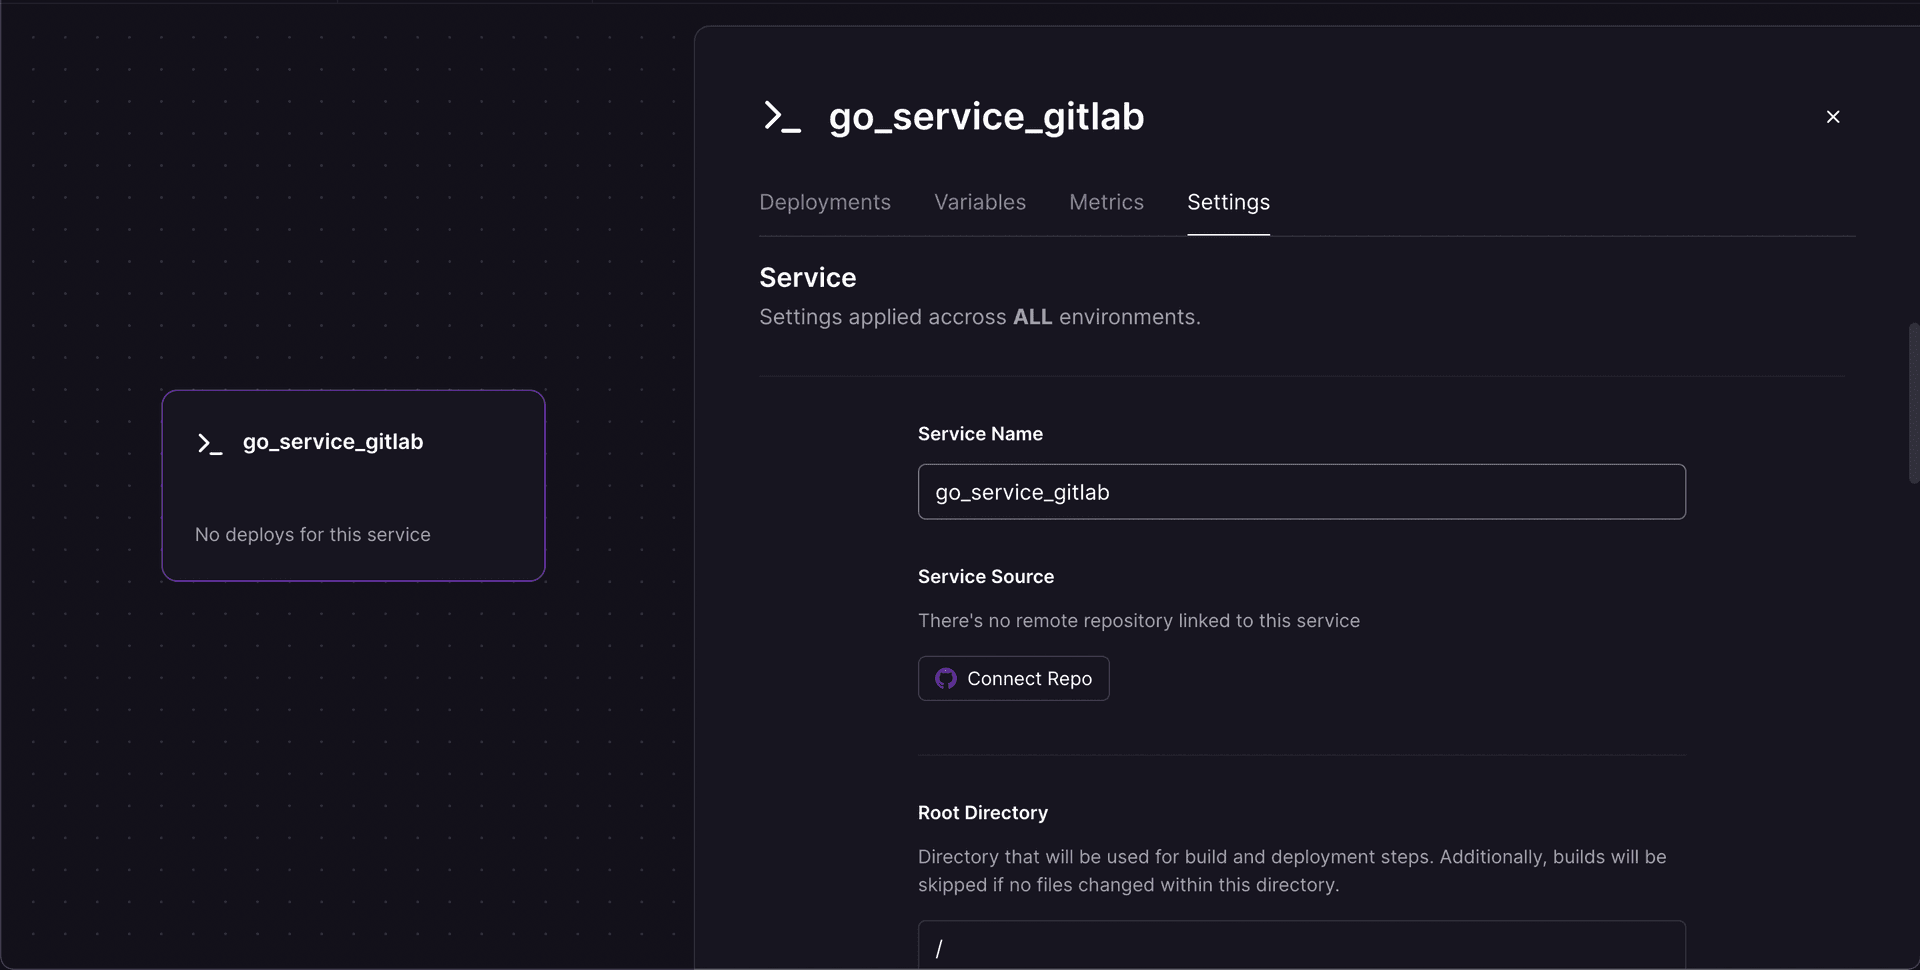 go_service_gitlab
No deploys for this service
go_service_gitlab
Deployments Variables Metrics Settings
Service
Settings applied accross ALL environments.
Service Name
go_service_gitlab
Service Source
There's no remote repository linked to this service
Connect Repo
Root Directory
Directory that will be used for build and deployment steps. Additionally, builds will be
skipped if no files changed within this directory.
/